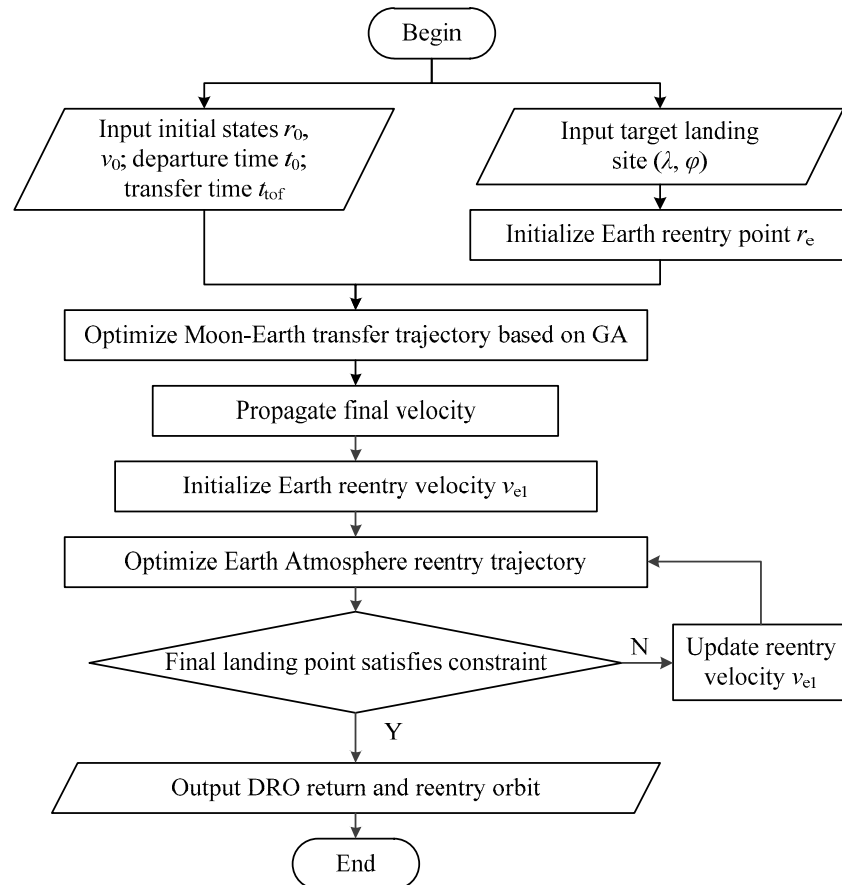 Begin
Input initial states r₀,
v₀; departure time t₀;
transfer time t_tof
Input target landing
site (λ, φ)
Initialize Earth reentry point rₑ
Optimize Moon-Earth transfer trajectory based on GA
Propagate final velocity
Initialize Earth reentry velocity vₑ₁
Optimize Earth Atmosphere reentry trajectory
Final landing point satisfies constraint
N
Update reentry
velocity vₑ₁
Y
Output DRO return and reentry orbit
End